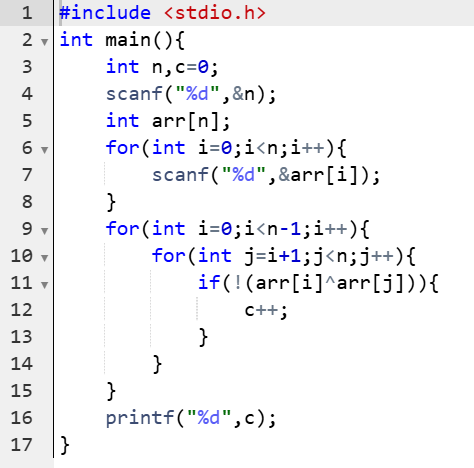 1 #include <stdio.h>
2 int main(){
3     int n,c=0;
4     scanf("%d",&n);
5     int arr[n];
6     for(int i=0;i<n;i++){
7         scanf("%d",&arr[i]);
8     }
9     for(int i=0;i<n-1;i++){
10         for(int j=i+1;j<n;j++){
11             if(!(arr[i]^arr[j])){
12                 c++;
13             }
14         }
15     }
16     printf("%d",c);
17 }